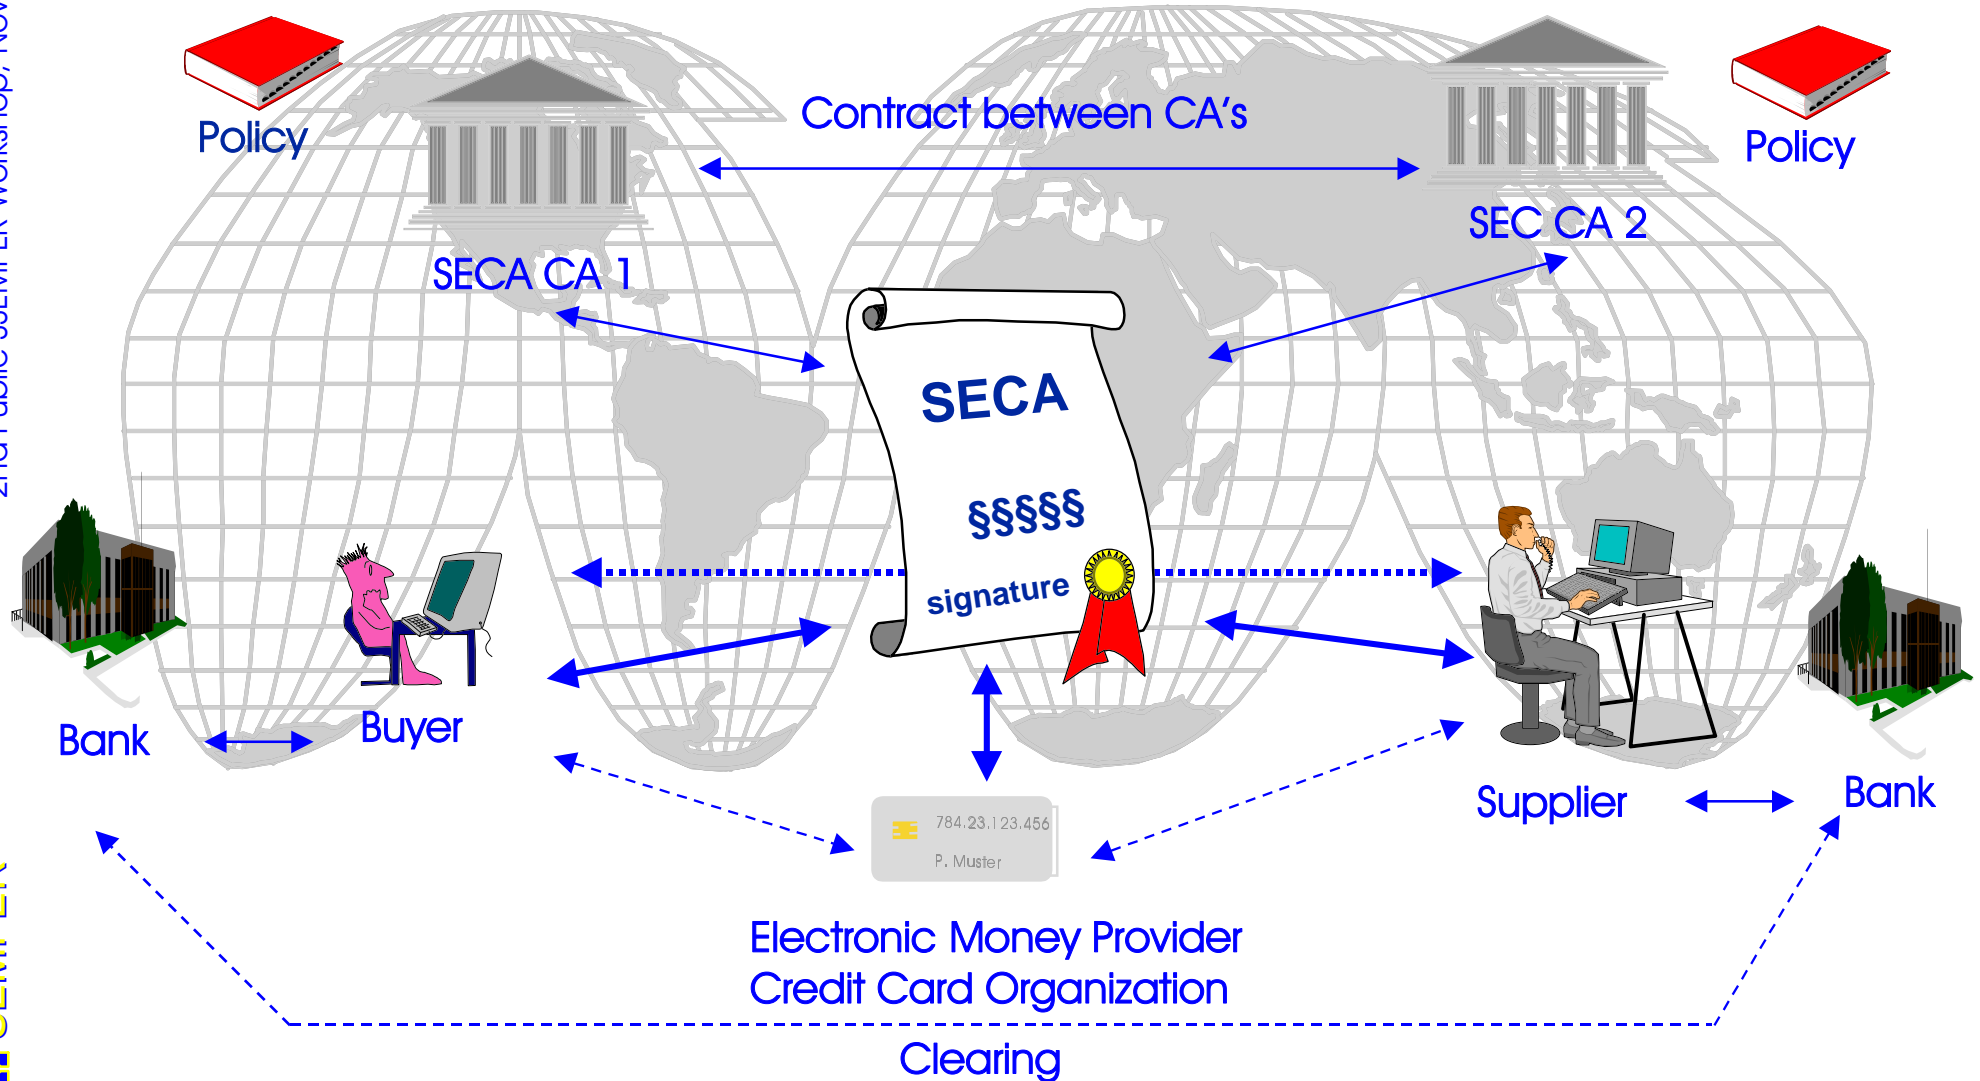 Policy
Contract between CA's
Policy
SEC CA 2
SECA CA 1
SECA
§§§§§
signature
Bank
Buyer
Supplier
Bank
784.23.123.456
P. Muster
Electronic Money Provider
Credit Card Organization
Clearing